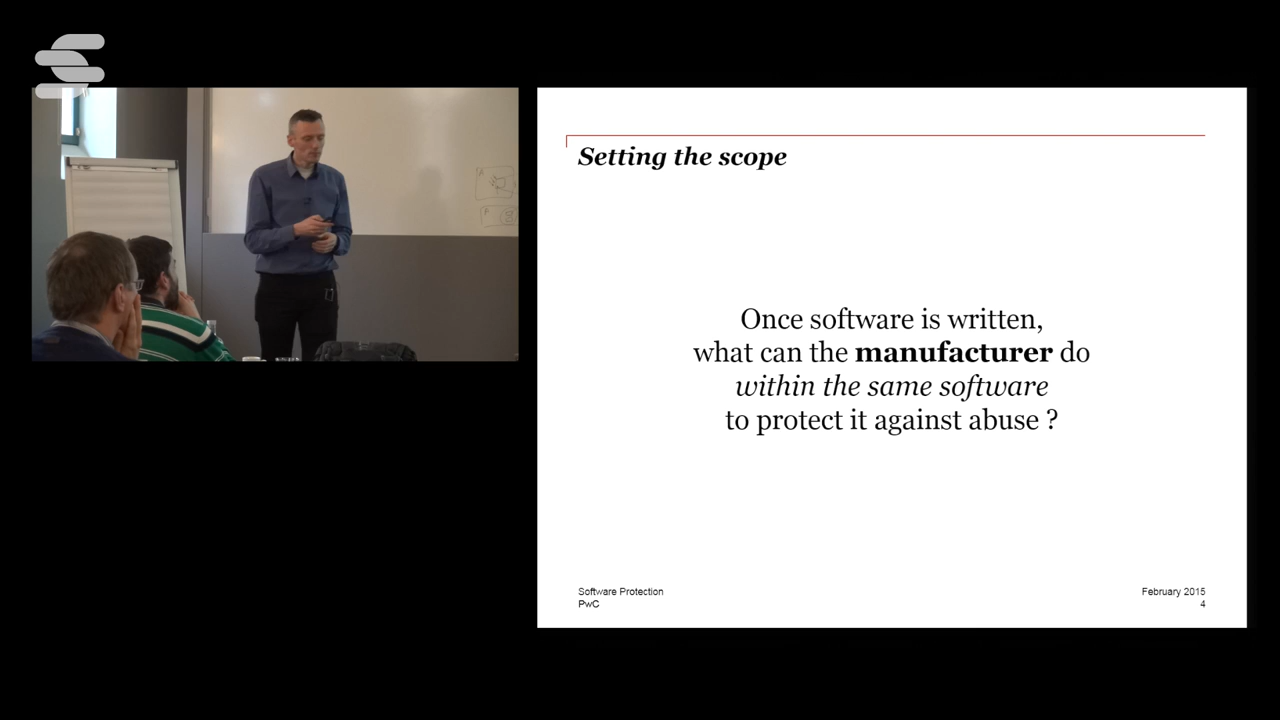 Setting the scope
Once software is written,
what can the manufacturer do
within the same software
to protect it against abuse ?
Software Protection
PwC
February 2015
4